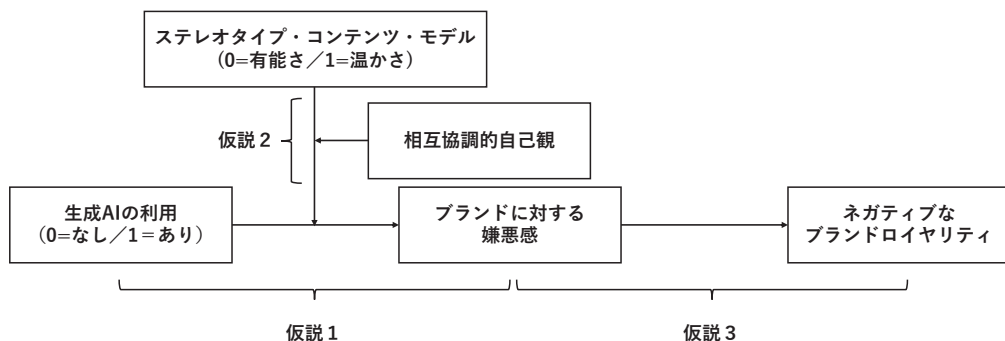 ステレオタイプ・コンテンツ・モデル
（0=有能さ／1=温かさ）
仮説２
相互協調的自己観
生成AIの利用
（0=なし／1＝あり）
ブランドに対する
嫌悪感
ネガティブな
ブランドロイヤリティ
仮説１
仮説３